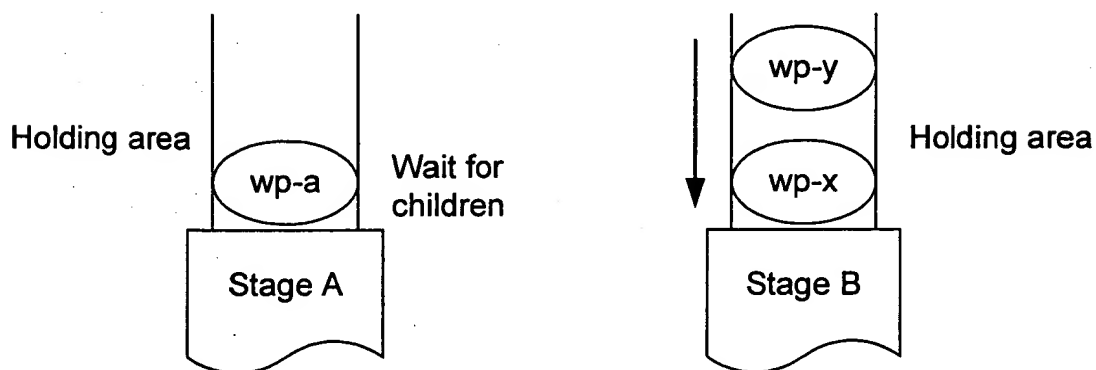 Holding area
wp-a
Wait for
children
Stage A
wp-y
wp-x
Holding area
Stage B